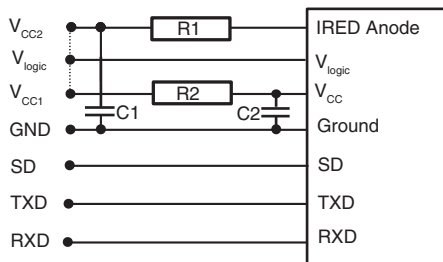 VCC2 R1 IRED Anode
Vlogic Vlogic
VCC1 R2 VCC
C1 C2
GND Ground
SD SD
TXD TXD
RXD RXD